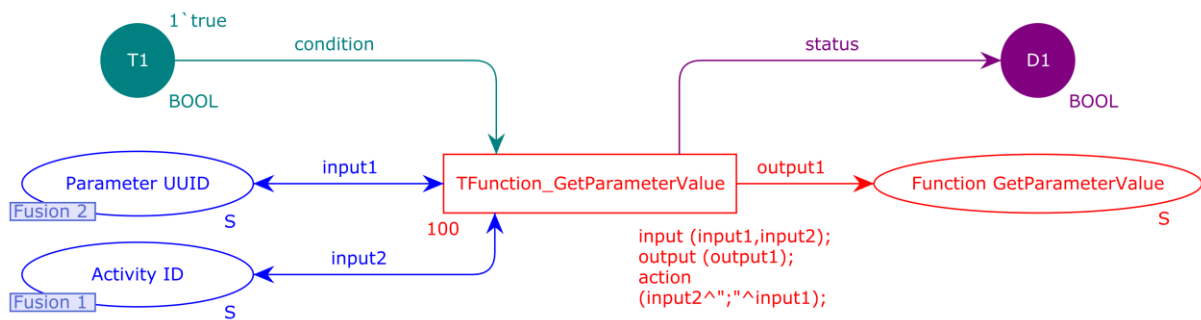 1`true
condition
status
T1
D1
BOOL
BOOL
input1
output1
Parameter UUID
TFunction_GetParameterValue
Function GetParameterValue
Fusion 2
S
100
S
input (input1,input2);
output (output1);
action
(input2^";"^input1);
input2
Activity ID
Fusion 1
S